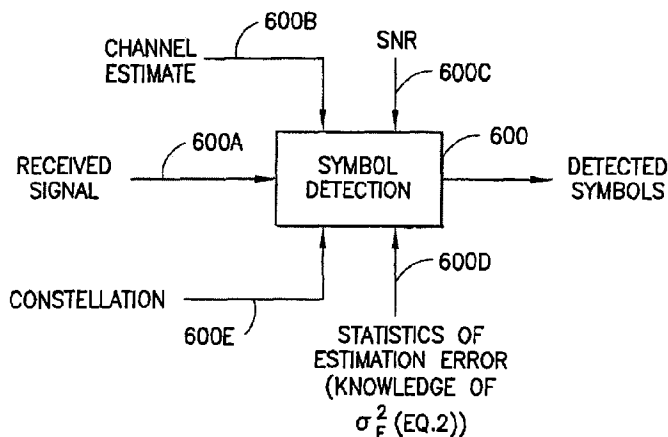 600B
CHANNEL
ESTIMATE
SNR
600C
600
600A
RECEIVED
SIGNAL
SYMBOL
DETECTION
DETECTED
SYMBOLS
CONSTELLATION
600E
600D
STATISTICS OF
ESTIMATION ERROR
(KNOWLEDGE OF
σ²_E (EQ.2))